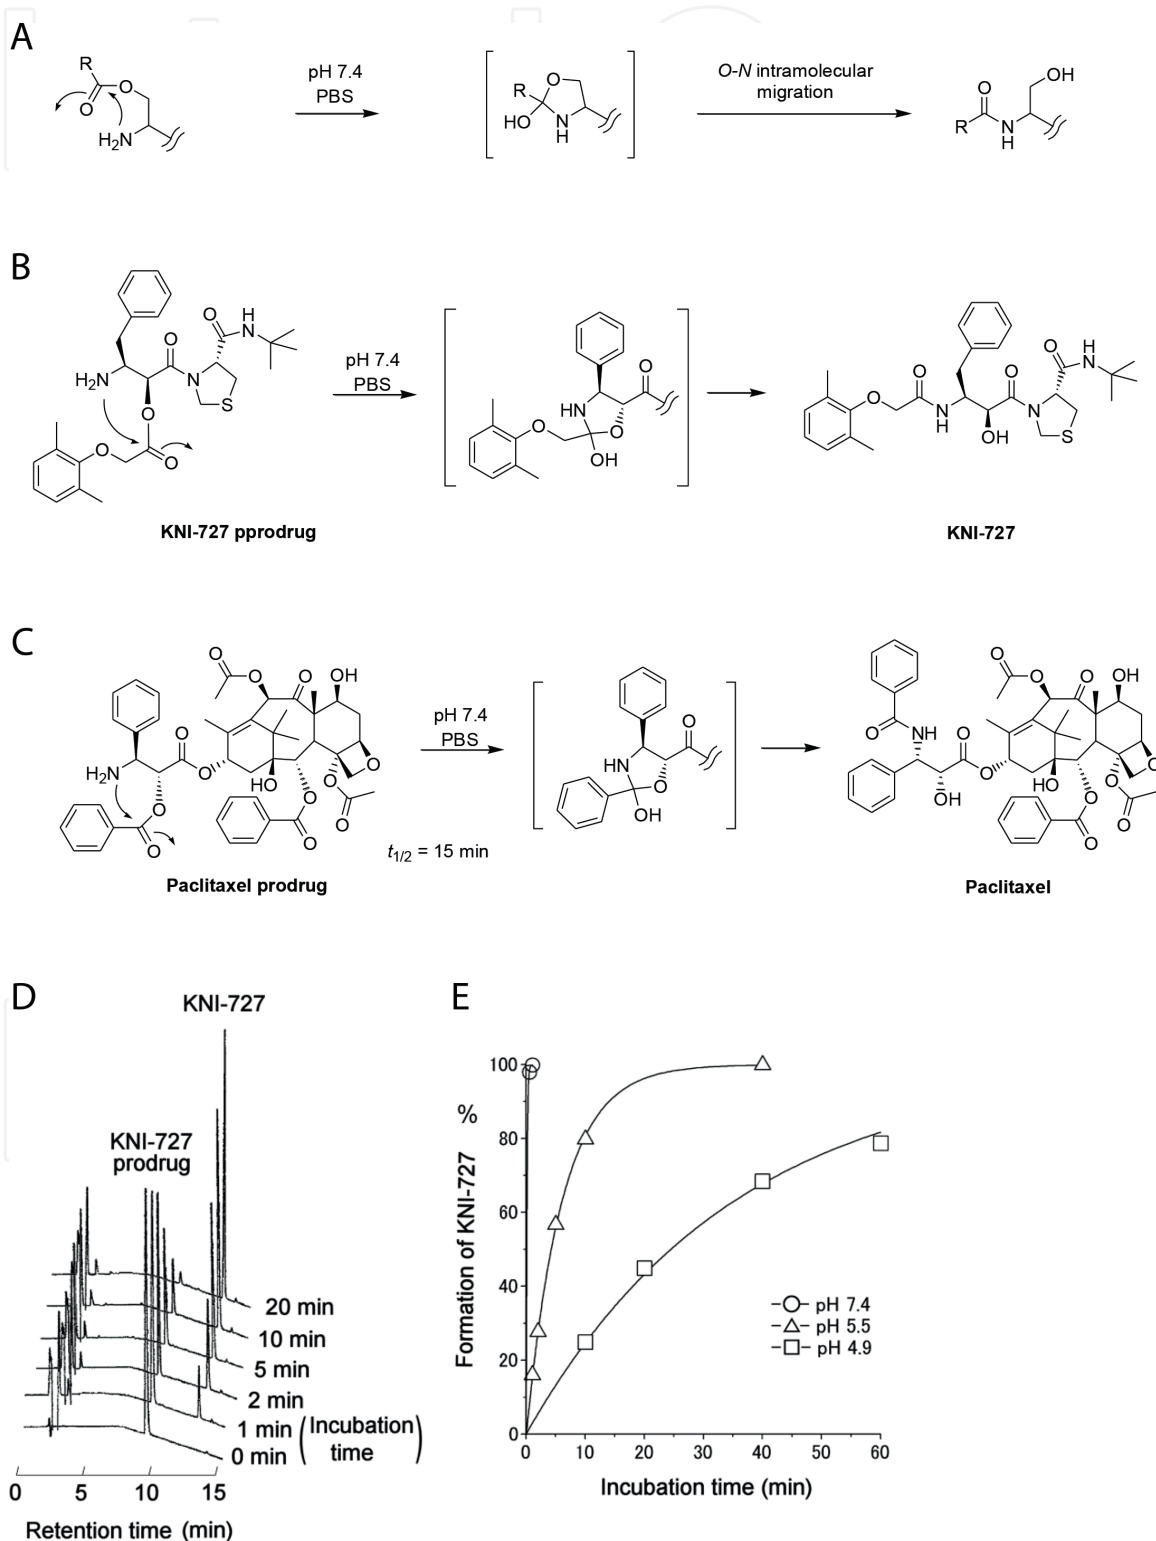 A
R
O
O
H₂N
pH 7.4
PBS
R
O
HO
N
H
O-N intramolecular
migration
OH
O
R
N
H
B
H
O
N
O
H₂N
N
O
S
O
O
pH 7.4
PBS
O
HN
O
O
OH
H
O
N
O
O
O
N
N
H
OH
S
KNI-727 pprodrug
KNI-727
C
O
O
O
OH
O
H₂N
O
HO
O
O
O
O
O
O
O
pH 7.4
PBS
t1/2 = 15 min
O
HN
O
OH
O
O
O
OH
O
NH
O
O
OH
HO
O
O
O
O
O
O
Paclitaxel prodrug
Paclitaxel
D
KNI-727
KNI-727
prodrug
20 min
10 min
5 min
2 min
1 min (Incubation
0 min time)
0 5 10 15
Retention time (min)
E
%
Formation of KNI-727
100
80
60
40
20
0
pH 7.4
pH 5.5
pH 4.9
0 10 20 30 40 50 60
Incubation time (min)